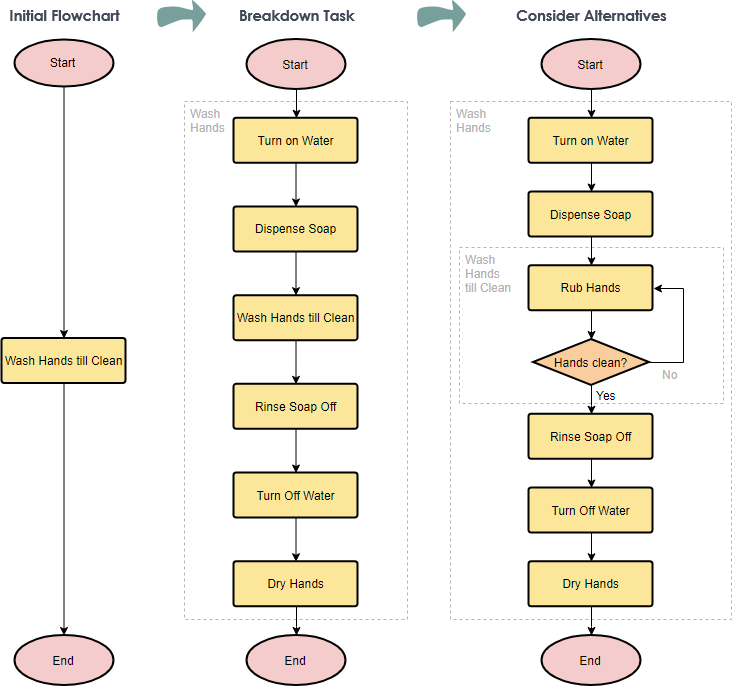 Initial Flowchart
Start
Wash Hands till Clean
End
Breakdown Task
Start
Wash
Hands
Turn on Water
Dispense Soap
Wash Hands till Clean
Rinse Soap Off
Turn Off Water
Dry Hands
End
Consider Alternatives
Start
Wash
Hands
Turn on Water
Dispense Soap
Wash
Hands
till Clean
Rub Hands
Hands clean?
No
Yes
Rinse Soap Off
Turn Off Water
Dry Hands
End